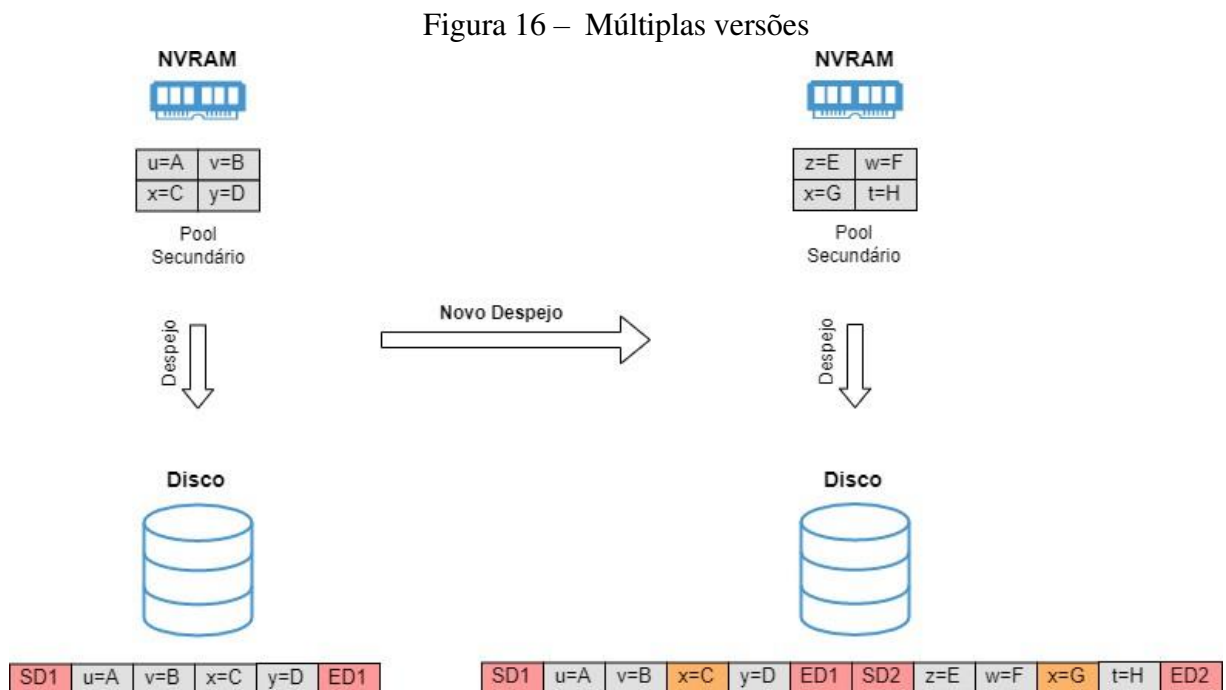 Figura 16 – Múltiplas versões
NVRAM
u=A v=B
x=C y=D
Pool
Secundário
Despejo
Disco
SD1 u=A v=B x=C y=D ED1
Novo Despejo
NVRAM
z=E w=F
x=G t=H
Pool
Secundário
Despejo
Disco
SD1 u=A v=B x=C y=D ED1 SD2 z=E w=F x=G t=H ED2